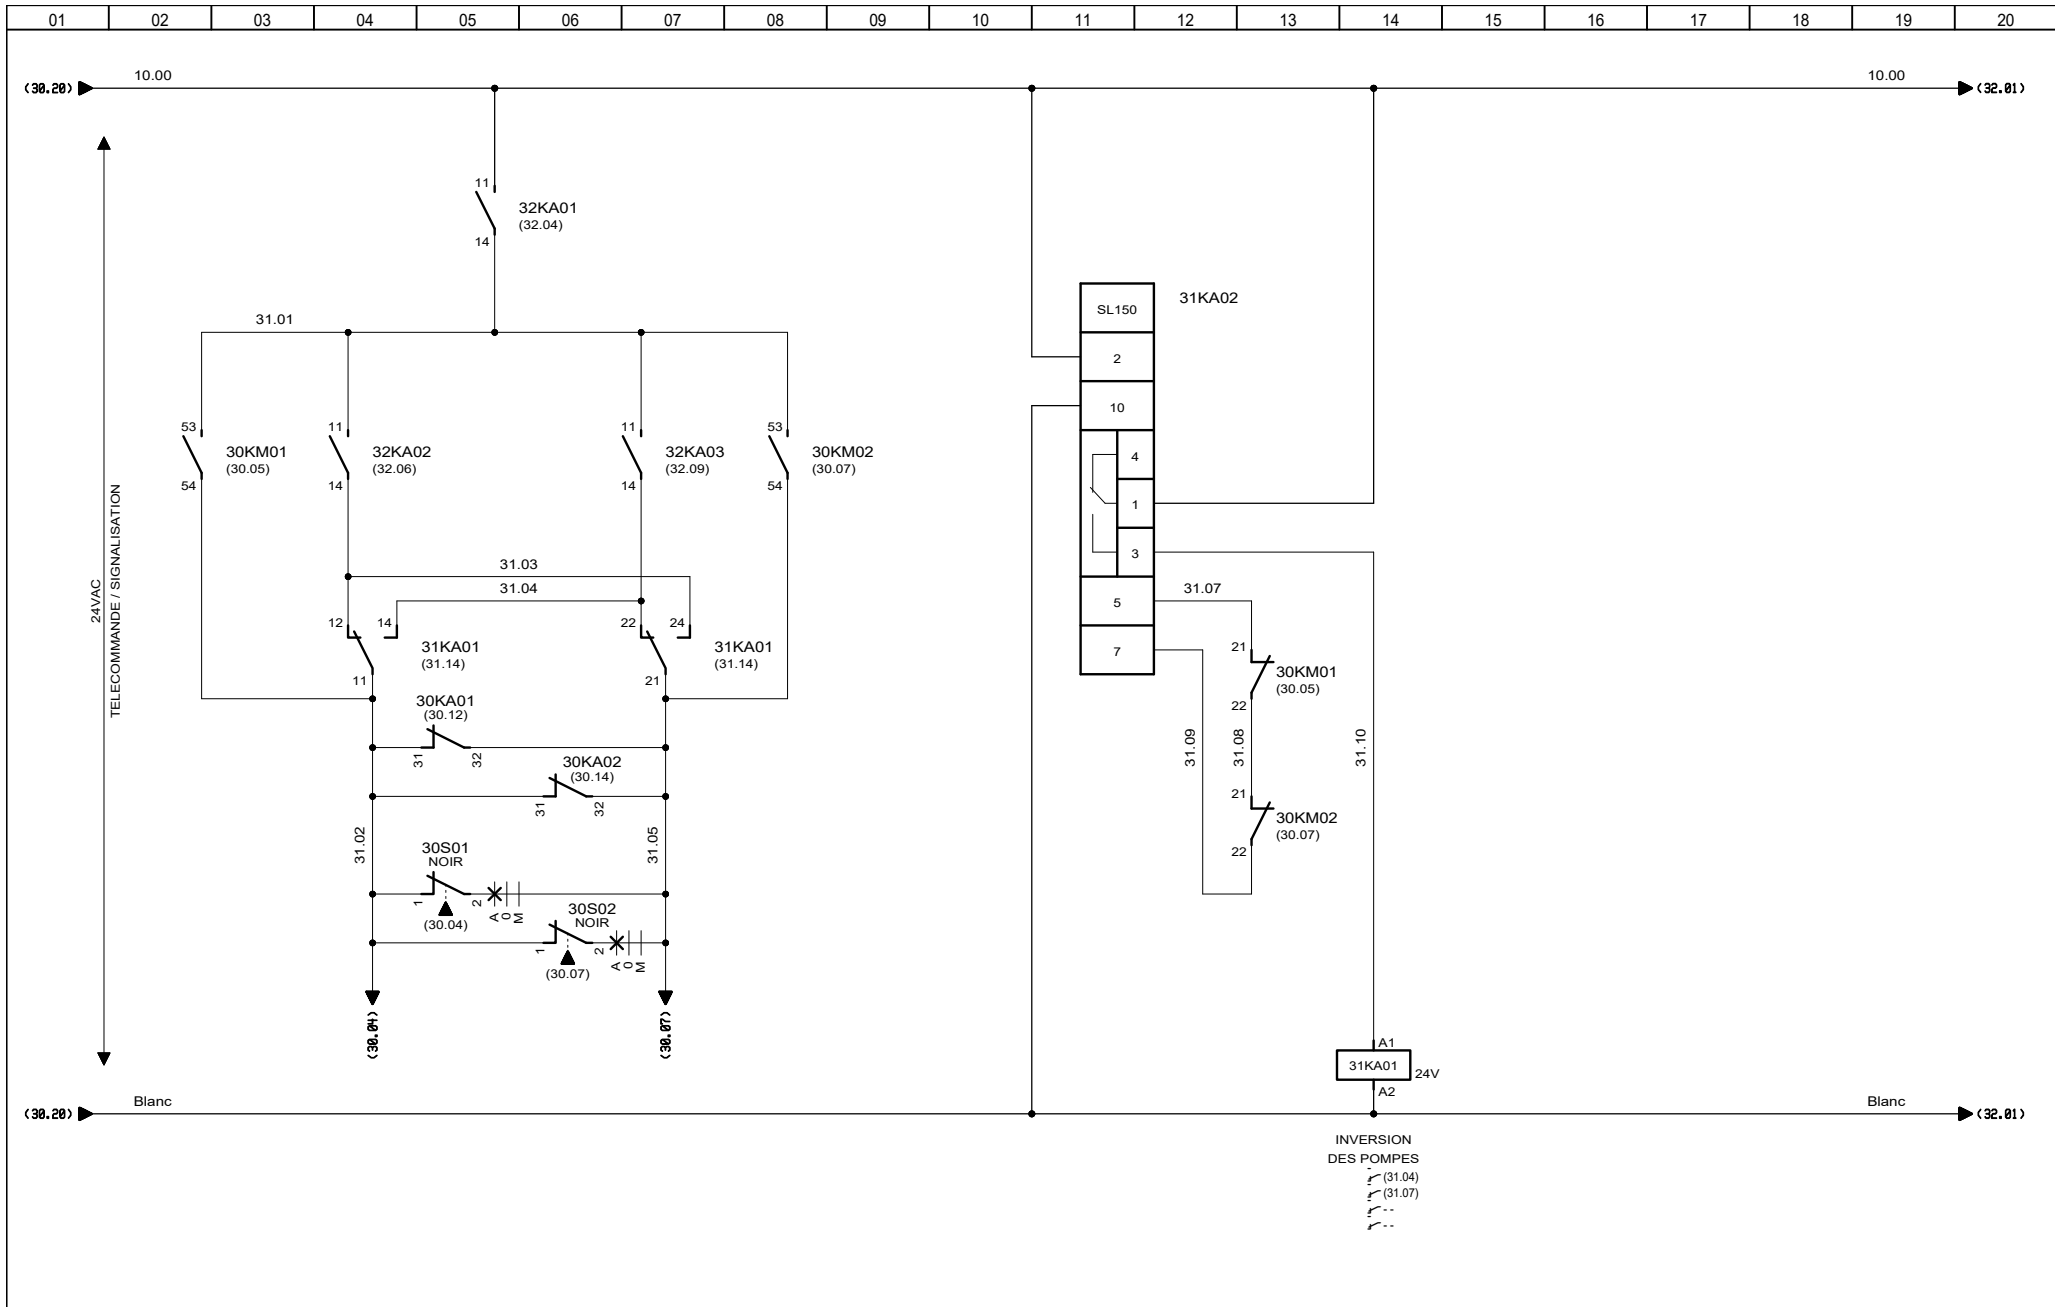 01 02 03 04 05 06 07 08 09 10 11 12 13 14 15 16 17 18 19 20
10.00 10.00
(30.20) (32.01)
11
32KA01
(32.04)
14
31KA02
SL150
31.01
2
10
53 11 11 53
30KM01 32KA02 32KA03 30KM02
(30.05) (32.06) (32.09) (30.07)
54 14 14 54
4
1
3
24VAC
TELECOMMANDE / SIGNALISATION
31.03
31.04
31.07
5
12 14 22 24
31KA01 31KA01
(31.14) (31.14)
11 21
7
21
30KM01
(30.05)
22
30KA01
(30.12)
31 32
30KA02
(30.14)
31 32
31.09 31.08 31.10
21
30KM02
(30.07)
22
31.02 31.05
30S01
NOIR
1 2 A 0 M
(30.04)
30S02
NOIR
1 2 A 0 M
(30.07)
(30.04) (30.07)
A1
31KA01 24V
A2
Blanc Blanc
(30.20) (32.01)
INVERSION
DES POMPES
(31.04)
(31.07)
--
--